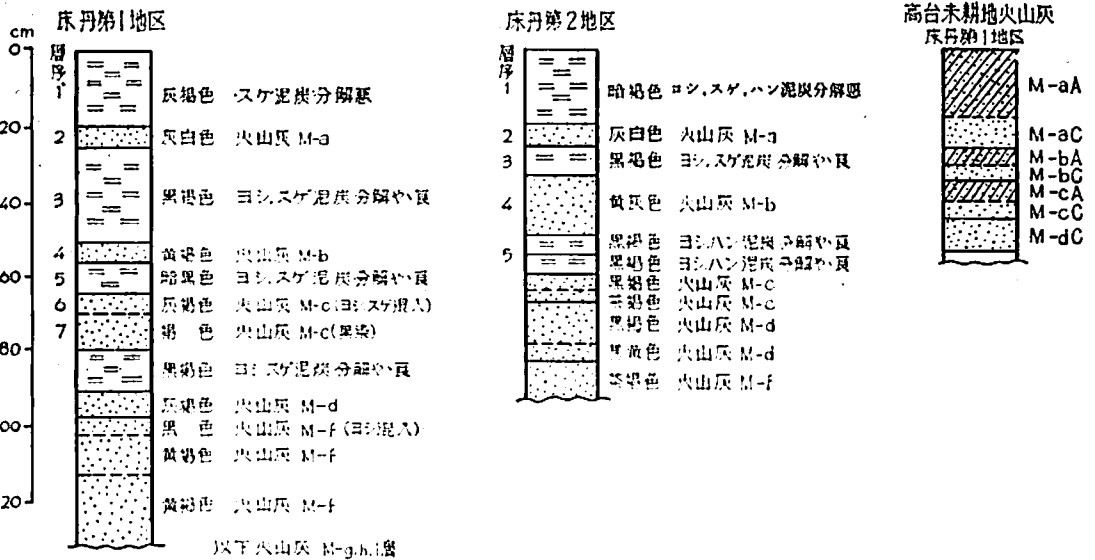 床丹第1地区
cm
0
20
40
60
80
00
20
層序
1 灰褐色 スゲ泥炭分解悪
2 灰白色 火山灰 M-a
3 黒褐色 ヨシ,スゲ泥炭分解やゝ良
4 黄褐色 火山灰 M-b
5 暗黒色 ヨシ,スゲ泥炭分解やゝ良
6 灰褐色 火山灰 M-c(ヨシスゲ混入)
7 褐 色 火山灰 M-c(黒染)
黒褐色 ヨシ スゲ泥炭分解やゝ良
灰褐色 火山灰 M-d
黒 色 火山灰 M-f(ヨシ混入)
黄褐色 火山灰 M-f
黄褐色 火山灰 M-f
以下火山灰 M-g.h.i層
床丹第2地区
層序
1 暗褐色 ヨシ,スゲ,ハン泥炭分解悪
2 灰白色 火山灰 M-a
3 黒褐色 ヨシ,スゲ泥炭分解やゝ良
4 黄灰色 火山灰 M-b
黒褐色 ヨシハン泥炭分解やゝ良
5 黒褐色 ヨシハン泥炭分解やゝ良
黒褐色 火山灰 M-c
茶褐色 火山灰 M-c
黒褐色 火山灰 M-d
黒黄色 火山灰 M-d
茶褐色 火山灰 M-f
高台未耕地火山灰
床丹第1地区
M-aA
M-aC
M-bA
M-bC
M-cA
M-cC
M-dC